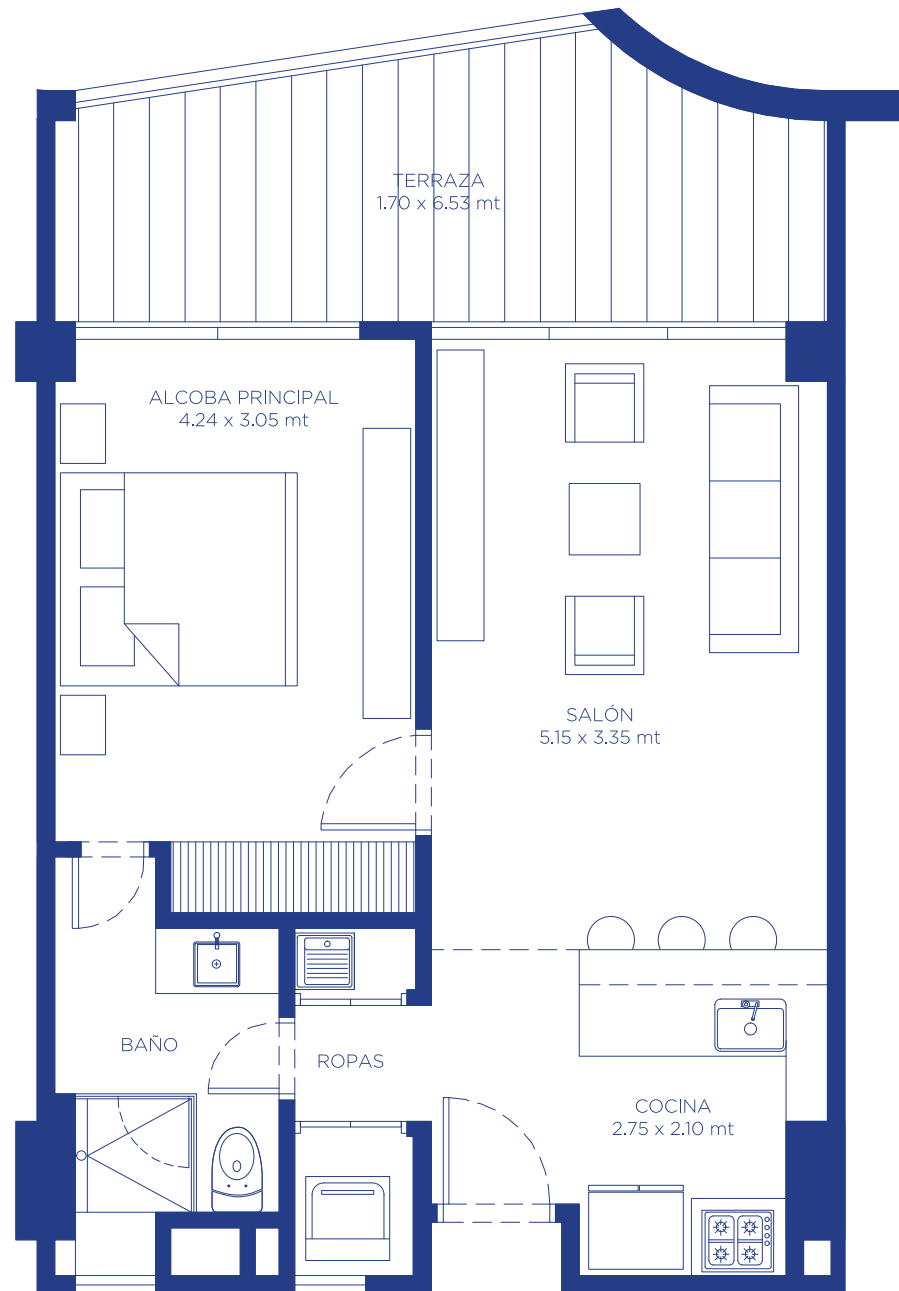 TERRAZA
1.70 x 6.53 mt
ALCOBA PRINCIPAL
4.24 x 3.05 mt
SALÓN
5.15 x 3.35 mt
BAÑO
ROPAS
COCINA
2.75 x 2.10 mt